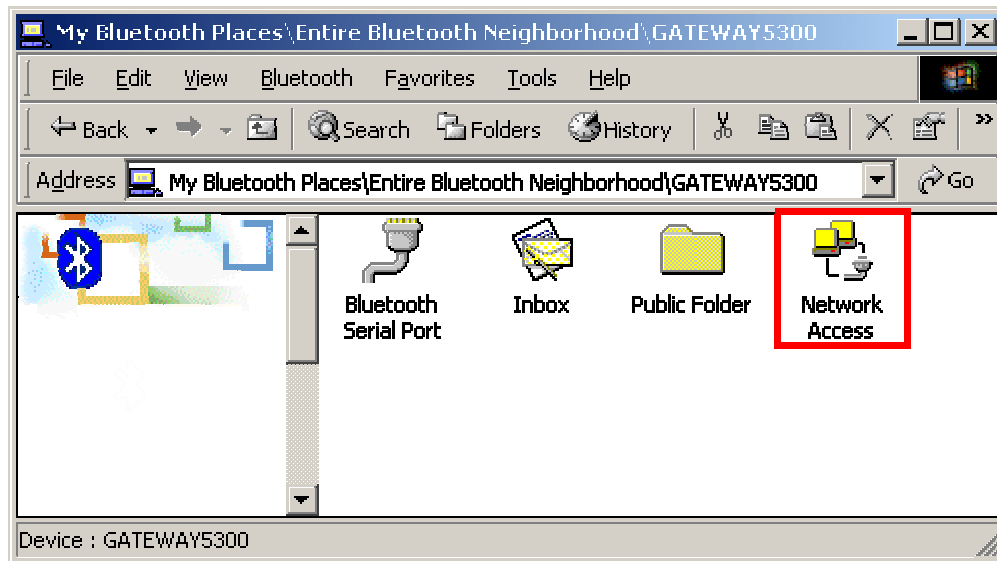 My Bluetooth Places\Entire Bluetooth Neighborhood\GATEWAY5300
File Edit View Bluetooth Favorites Tools Help
Back Search Folders History »
Address My Bluetooth Places\Entire Bluetooth Neighborhood\GATEWAY5300 Go
Bluetooth Serial Port
Inbox
Public Folder
Network Access
Device : GATEWAY5300